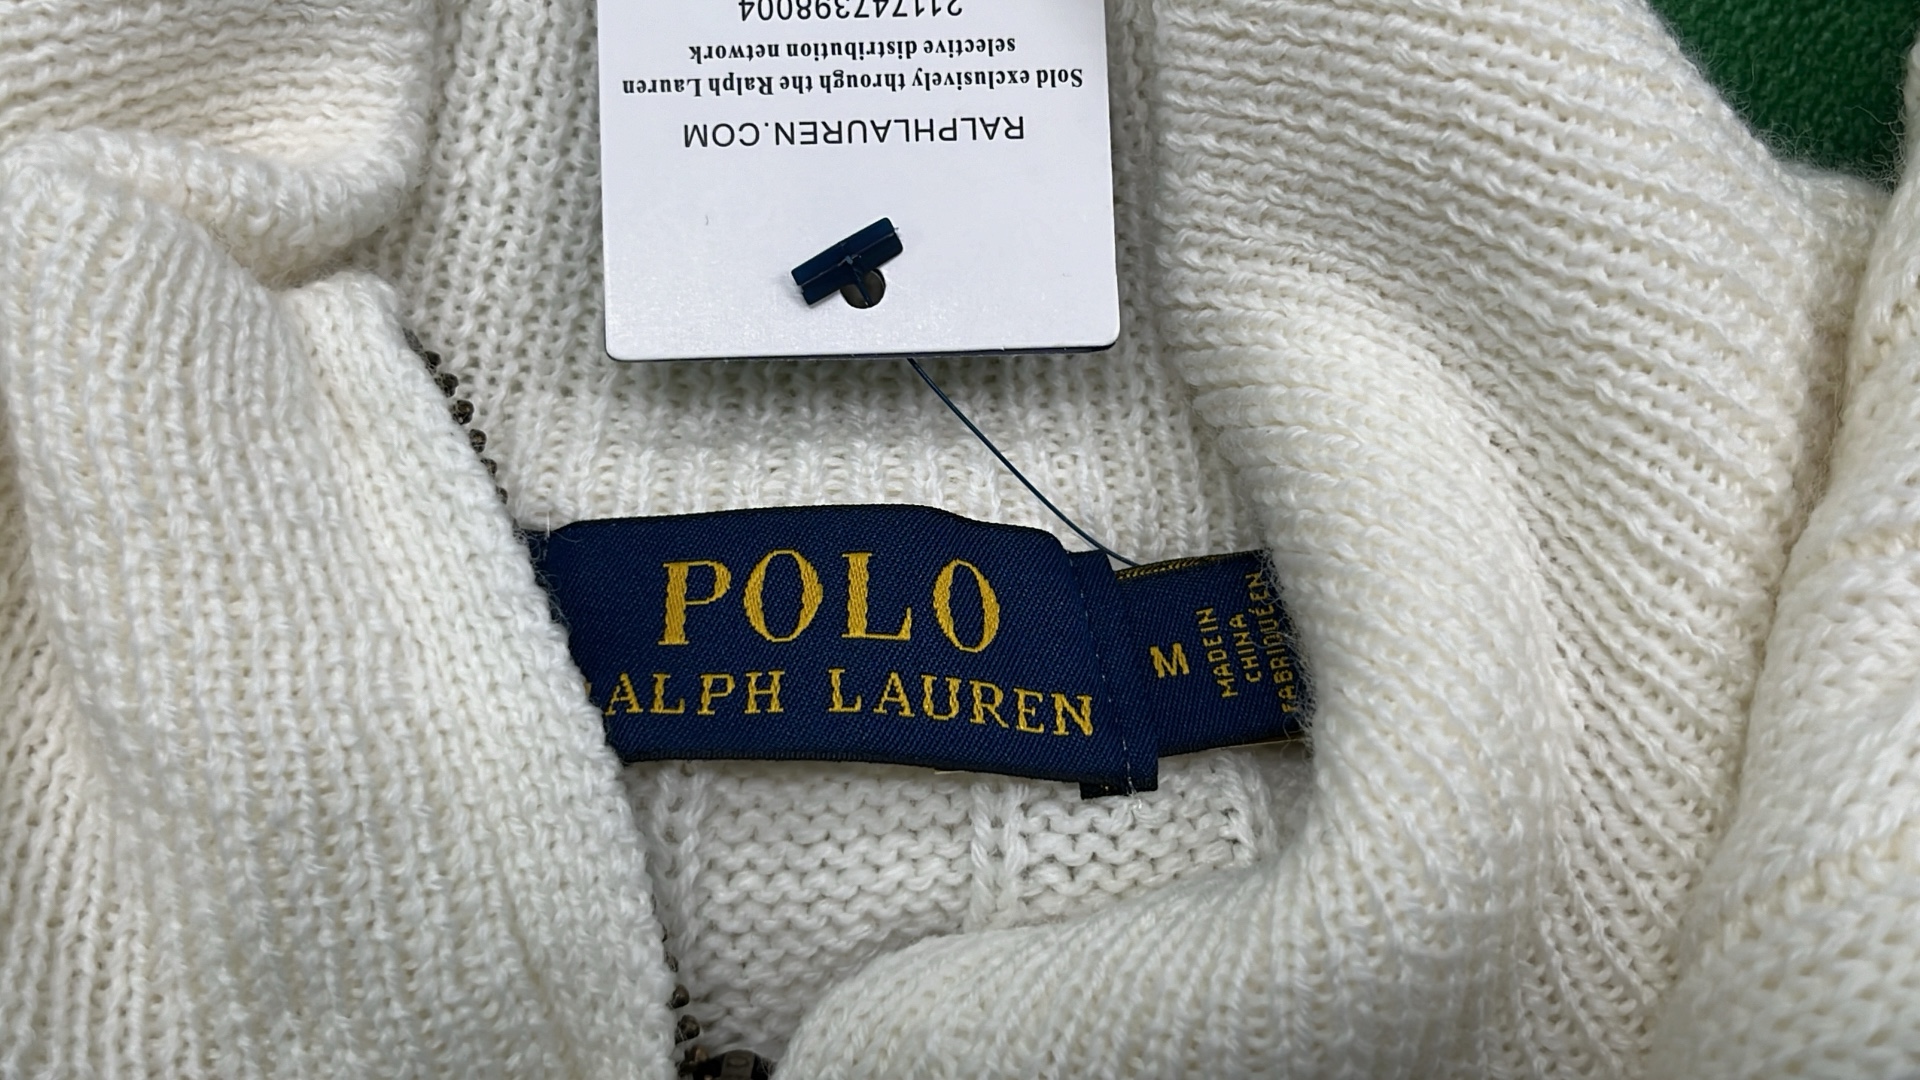 RALPHLAUREN.COM
Sold exclusively through the Ralph Lauren
selective distribution network
211747398004
POLO
RALPH LAUREN
M
MADE IN
CHINA
FABRIQUÉ EN